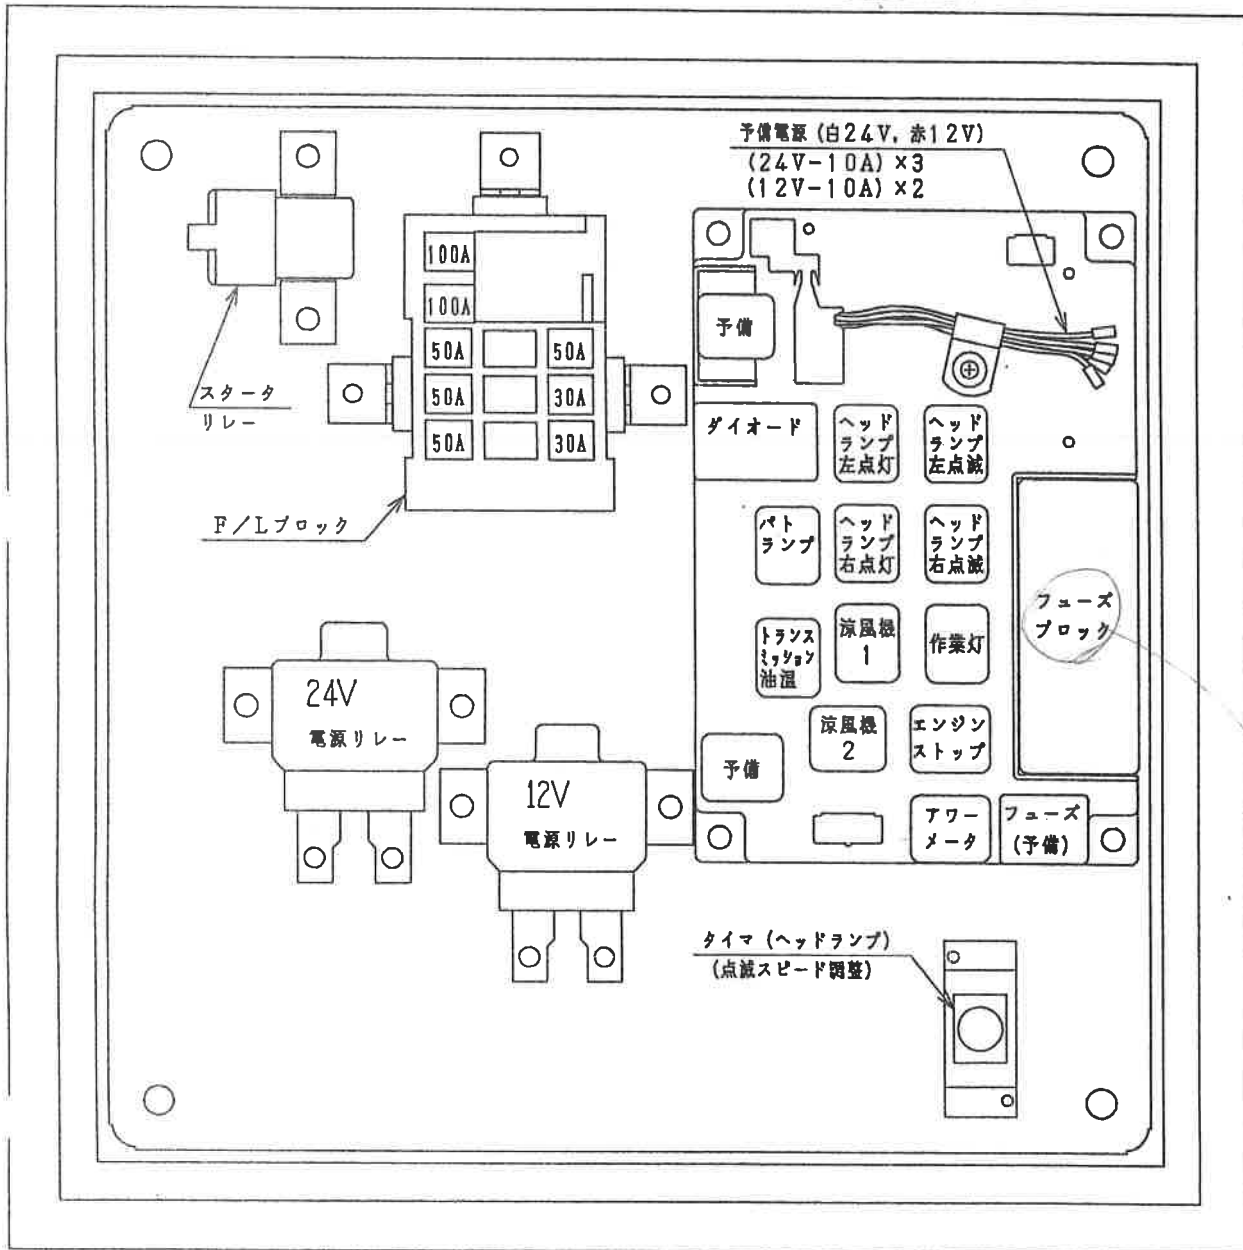 予備電源 (白24V, 赤12V)
(24V-10A) ×3
(12V-10A) ×2
100A
100A
50A
50A
50A
30A
50A
30A
スタータ
リレー
F/Lブロック
予備
ダイオード
ヘッド
ランプ
左点灯
ヘッド
ランプ
左点滅
パト
ランプ
ヘッド
ランプ
右点灯
ヘッド
ランプ
右点滅
フューズ
ブロック
トランス
ミッション
油温
涼風機
1
作業灯
涼風機
2
エンジン
ストップ
予備
アワー
メータ
フューズ
(予備)
24V
電源リレー
12V
電源リレー
タイマ (ヘッドランプ)
(点滅スピード調整)